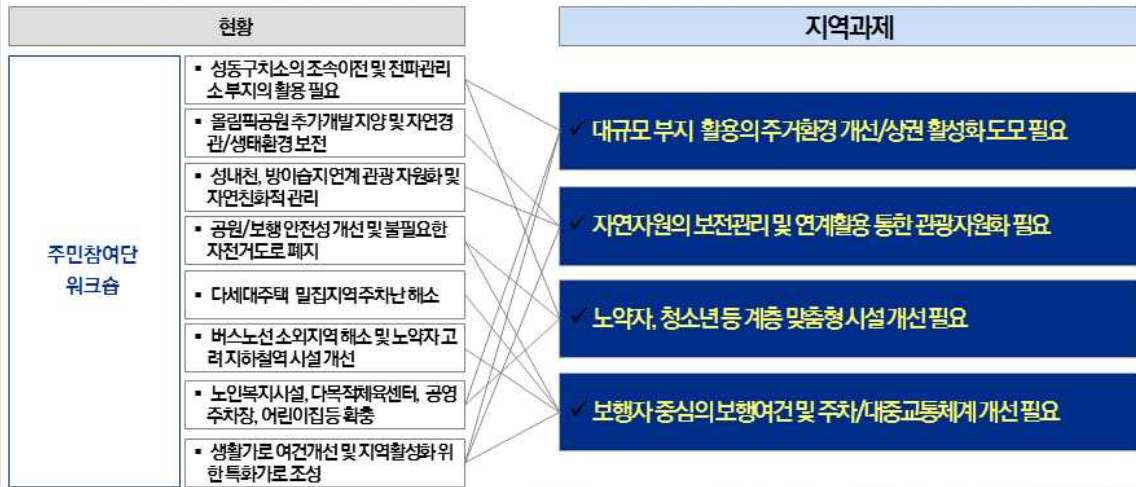 현황
지역과제
주민참여단
워크숍
▪ 성동구치소의 조속이전 및 전파관리
소 부지의 활용 필요
▪ 올림픽공원 추가개발지양 및 자연경
관/생태환경 보전
▪ 성내천, 방이습지연계 관광 자원화 및
자연친화적 관리
▪ 공원/보행 안전성 개선 및 불필요한
자전거도로 폐지
▪ 다세대주택 밀집지역주차난 해소
▪ 버스노선 소외지역 해소 및 노약자 고
려 지하철역 시설 개선
▪ 노인복지시설, 다목적체육센터, 공영
주차장, 어린이집 등 확충
▪ 생활가로 여건개선 및 지역활성화 위
한 특화가로 조성
✓ 대규모 부지 활용의 주거환경 개선/상권 활성화 도모 필요
✓ 자연자원의 보전관리 및 연계활용 통한 관광자원화 필요
✓ 노약자, 청소년 등 계층 맞춤형 시설 개선 필요
✓ 보행자 중심의 보행여건 및 주차/대중교통체계 개선 필요